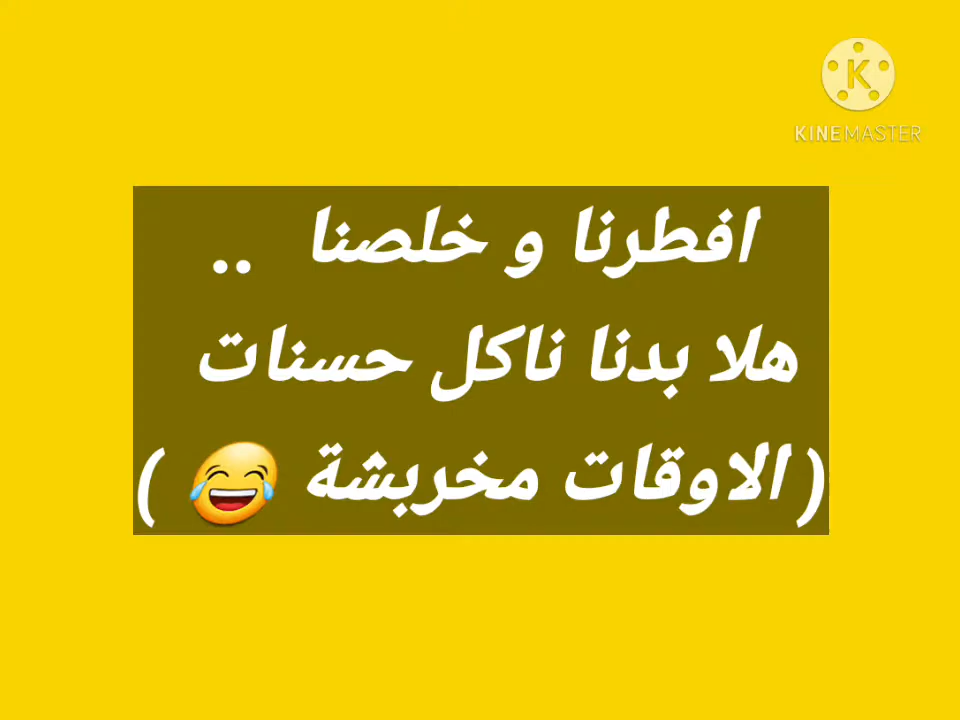 KINEMASTER
افطرنا و خلصنا ..
هلا بدنا ناكل حسنات
(الاوقات مخربشة 😂 )